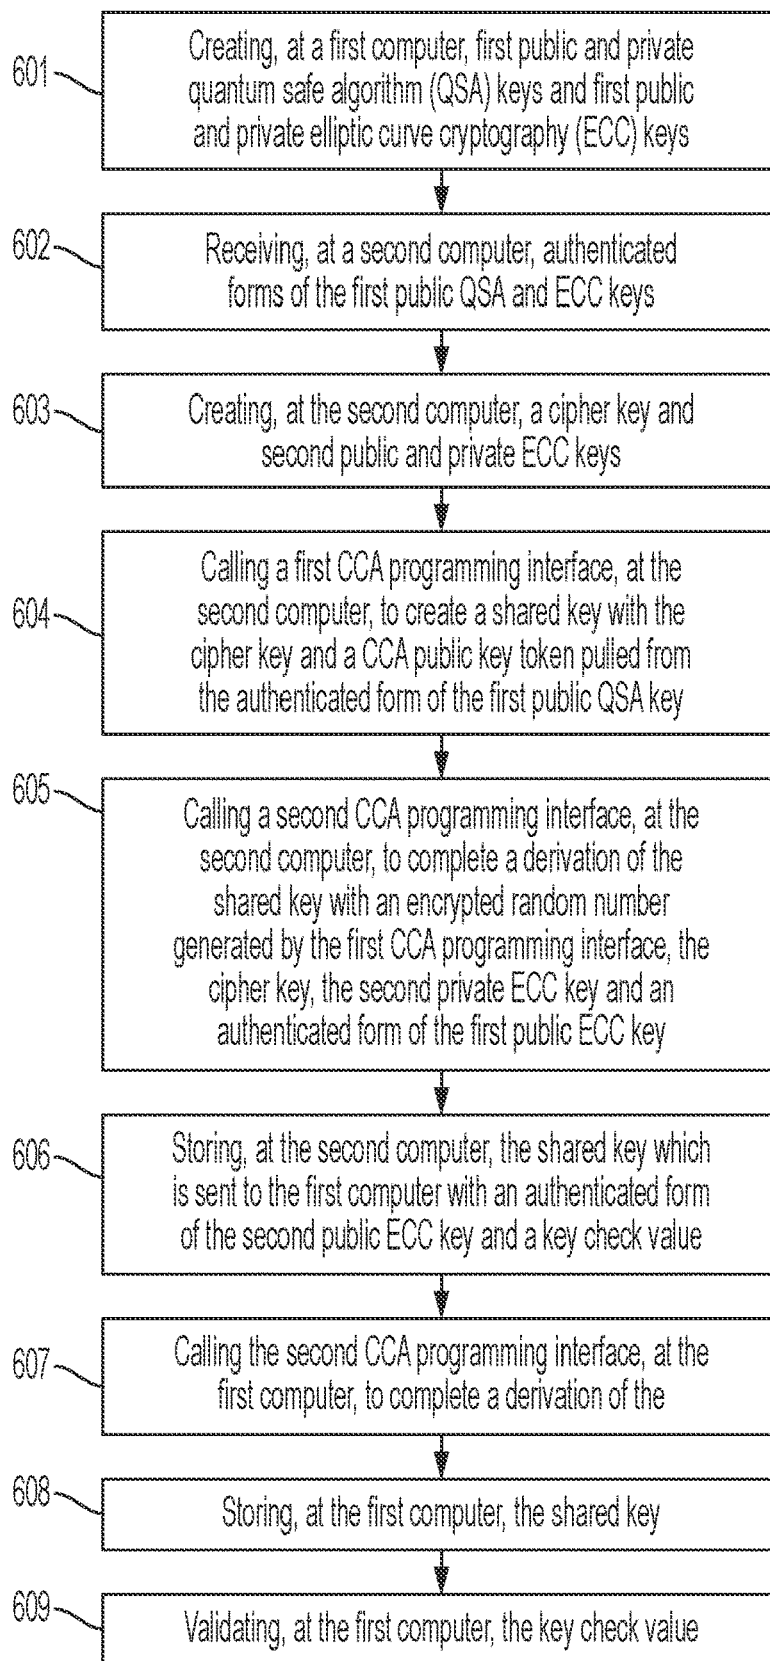 601
Creating, at a first computer, first public and private
quantum safe algorithm (QSA) keys and first public
and private elliptic curve cryptography (ECC) keys
602
Receiving, at a second computer, authenticated
forms of the first public QSA and ECC keys
603
Creating, at the second computer, a cipher key and
second public and private ECC keys
604
Calling a first CCA programming interface, at the
second computer, to create a shared key with the
cipher key and a CCA public key token pulled from
the authenticated form of the first public QSA key
605
Calling a second CCA programming interface, at the
second computer, to complete a derivation of the
shared key with an encrypted random number
generated by the first CCA programming interface, the
cipher key, the second private ECC key and an
authenticated form of the first public ECC key
606
Storing, at the second computer, the shared key which
is sent to the first computer with an authenticated form
of the second public ECC key and a key check value
607
Calling the second CCA programming interface, at the
first computer, to complete a derivation of the
608
Storing, at the first computer, the shared key
609
Validating, at the first computer, the key check value